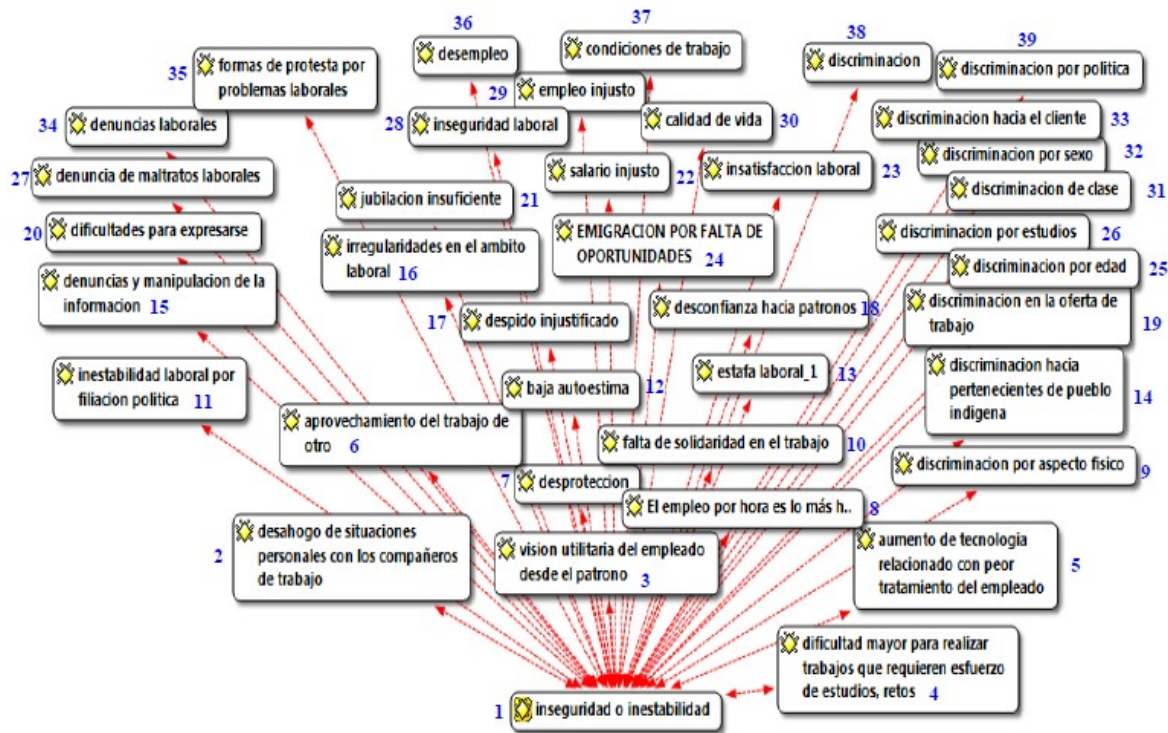 36
37
desempleo
condiciones de trabajo
38
discriminacion
39
discriminacion por politica
35
formas de protesta por
problemas laborales
29
empleo injusto
34
denuncias laborales
28
inseguridad laboral
calidad de vida
30
discriminacion hacia el cliente
33
discriminacion por sexo
32
27
denuncia de maltratos laborales
salario injusto
22
insatisfaccion laboral
23
discriminacion de clase
31
jubilacion insuficiente
21
20
dificultades para expresarse
irregularidades en el ambito
laboral
16
EMIGRACION POR FALTA DE
OPORTUNIDADES
24
discriminacion por estudios
26
discriminacion por edad
25
denuncias y manipulacion de la
informacion
15
17
despido injustificado
desconfianza hacia patronos
18
discriminacion en la oferta de
trabajo
19
inestabilidad laboral por
filiacion politica
11
baja autoestima
12
estafa laboral_1
13
discriminacion hacia
pertenecientes de pueblo
indigena
14
aprovechamiento del trabajo de
otro
6
falta de solidaridad en el trabajo
10
discriminacion por aspecto fisico
9
7
desproteccion
El empleo por hora es lo más h..
8
2
desahogo de situaciones
personales con los compañeros
de trabajo
vision utilitaria del empleado
desde el patrono
3
aumento de tecnologia
relacionado con peor
tratamiento del empleado
5
dificultad mayor para realizar
trabajos que requieren esfuerzo
de estudios, retos
4
1
inseguridad o inestabilidad